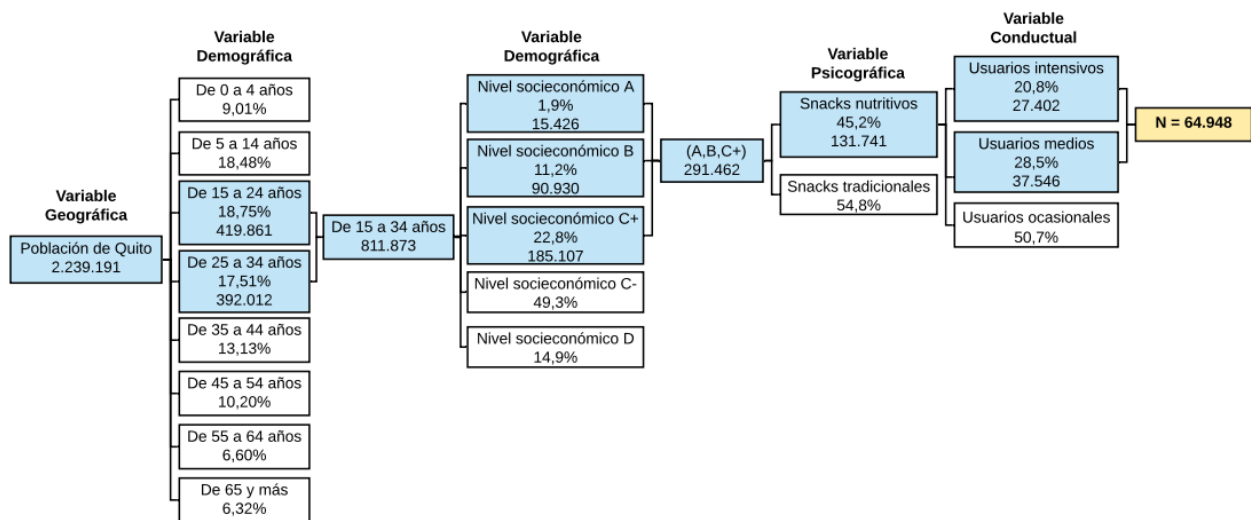 Variable
Geográfica
Población de Quito
2.239.191
Variable
Demográfica
De 0 a 4 años
9,01%
De 5 a 14 años
18,48%
De 15 a 24 años
18,75%
419.861
De 25 a 34 años
17,51%
392.012
De 35 a 44 años
13,13%
De 45 a 54 años
10,20%
De 55 a 64 años
6,60%
De 65 y más
6,32%
De 15 a 34 años
811.873
Variable
Demográfica
Nivel socieconómico A
1,9%
15.426
Nivel socieconómico B
11,2%
90.930
Nivel socieconómico C+
22,8%
185.107
Nivel socieconómico C-
49,3%
Nivel socieconómico D
14,9%
(A,B,C+)
291.462
Variable
Psicográfica
Snacks nutritivos
45,2%
131.741
Snacks tradicionales
54,8%
Variable
Conductual
Usuarios intensivos
20,8%
27.402
Usuarios medios
28,5%
37.546
Usuarios ocasionales
50,7%
N = 64.948